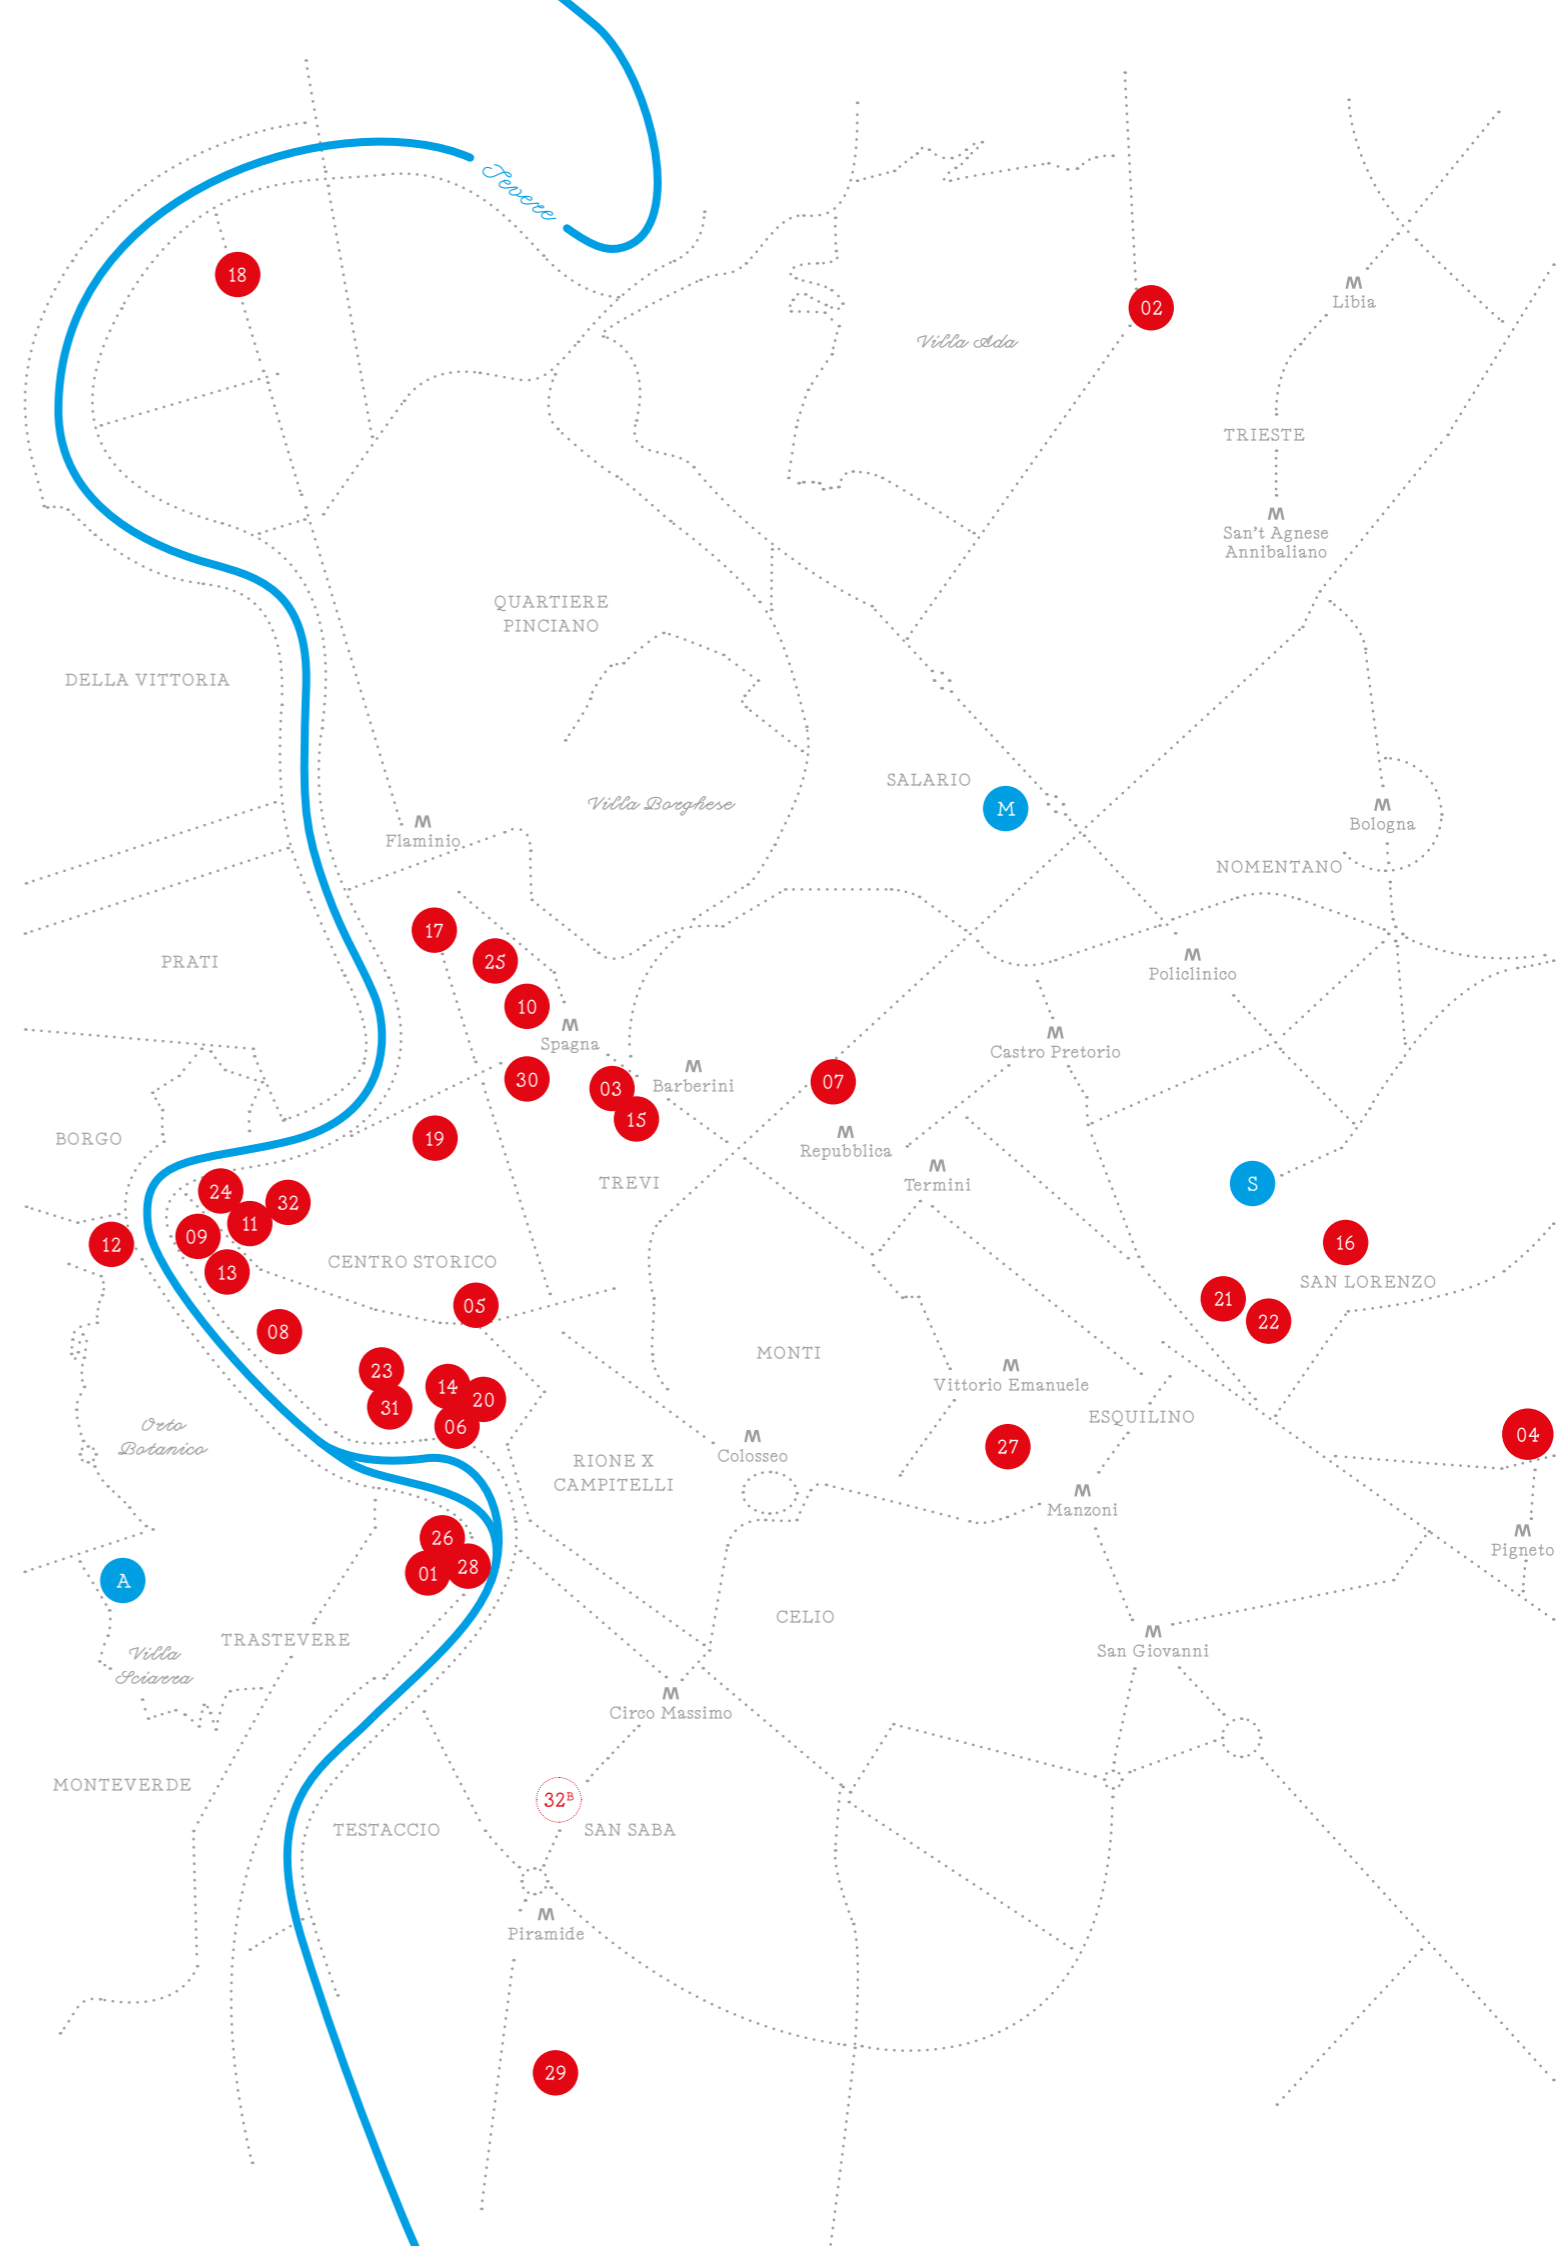 Tevere
18
02
M
Libia
Villa Ada
TRIESTE
M
San't Agnese
Annibaliano
QUARTIERE
PINCIANO
DELLA VITTORIA
SALARIO
M
Villa Borghese
M
Flaminio
M
Bologna
NOMENTANO
17
25
PRATI
M
Policlinico
10
M
Spagna
M
Castro Pretorio
30
03
M
Barberini
07
15
19
BORGO
M
Repubblica
M
Termini
TREVI
S
24
32
11
09
12
13
16
CENTRO STORICO
SAN LORENZO
05
21
22
08
MONTI
23
M
Vittorio Emanuele
14
20
31
06
ESQUILINO
Orto
Botanico
M
Colosseo
27
04
RIONE X
CAMPITELLI
M
Manzoni
26
M
Pigneto
01
28
A
CELIO
TRASTEVERE
M
San Giovanni
Villa
Sciarra
M
Circo Massimo
MONTEVERDE
32B
TESTACCIO
SAN SABA
M
Piramide
29